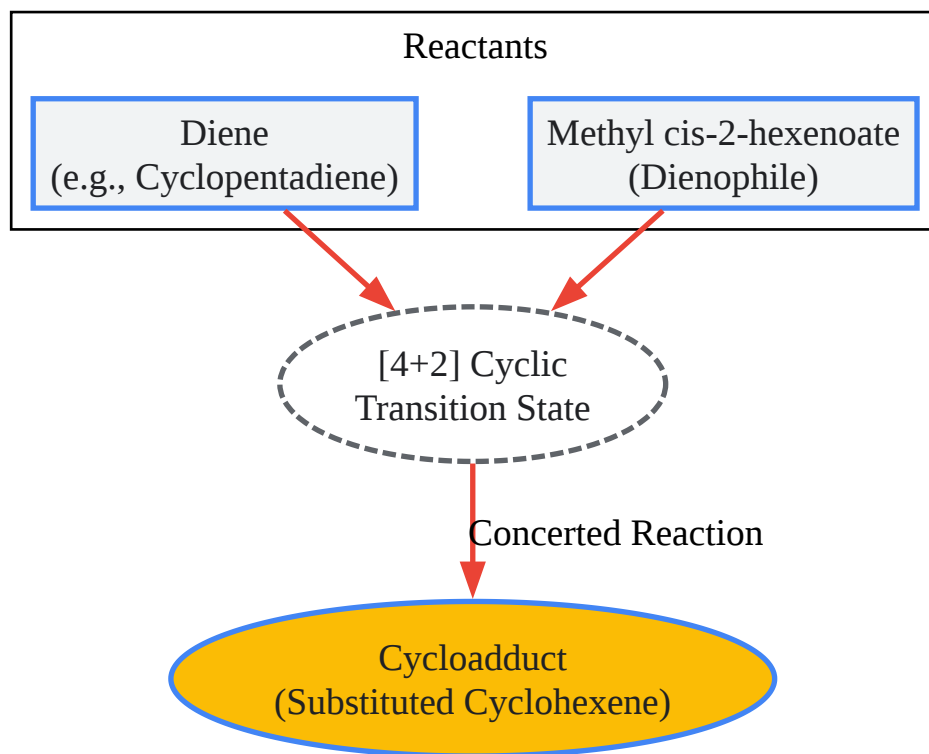 Reactants
Diene
(e.g., Cyclopentadiene)
Methyl cis-2-hexenoate
(Dienophile)
[4+2] Cyclic
Transition State
Concerted Reaction
Cycloadduct
(Substituted Cyclohexene)